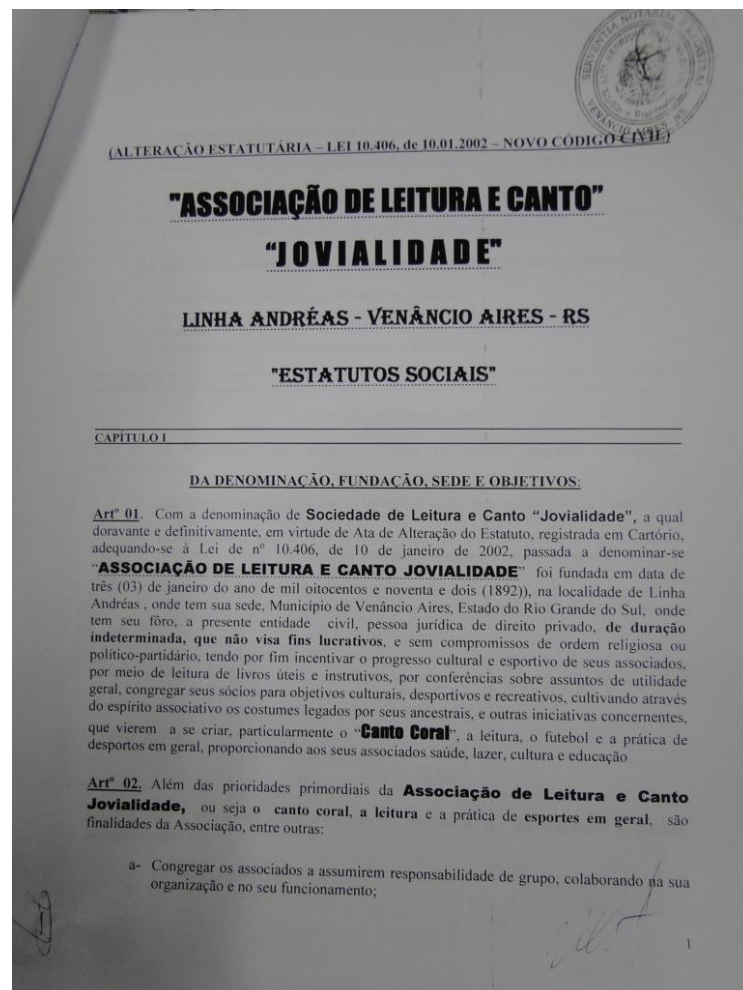 SERVENTIA NOTARIAL E REGISTRAL
VENÂNCIO AIRES - RS
(ALTERAÇÃO ESTATUTÁRIA – LEI 10.406, de 10.01.2002 – NOVO CÓDIGO CIVIL)
"ASSOCIAÇÃO DE LEITURA E CANTO"
"JOVIALIDADE"
LINHA ANDRÉAS - VENÂNCIO AIRES - RS
"ESTATUTOS SOCIAIS"
CAPÍTULO I
DA DENOMINAÇÃO, FUNDAÇÃO, SEDE E OBJETIVOS:
Artº 01. Com a denominação de Sociedade de Leitura e Canto "Jovialidade", a qual
doravante e definitivamente, em virtude de Ata de Alteração do Estatuto, registrada em Cartório,
adequando-se à Lei de nº 10.406, de 10 de janeiro de 2002, passada a denominar-se
"ASSOCIAÇÃO DE LEITURA E CANTO JOVIALIDADE" foi fundada em data de
três (03) de janeiro do ano de mil oitocentos e noventa e dois (1892)), na localidade de Linha
Andréas , onde tem sua sede, Município de Venâncio Aires, Estado do Rio Grande do Sul, onde
tem seu fôro, a presente entidade civil, pessoa jurídica de direito privado, de duração
indeterminada, que não visa fins lucrativos, e sem compromissos de ordem religiosa ou
político-partidário, tendo por fim incentivar o progresso cultural e esportivo de seus associados,
por meio de leitura de livros úteis e instrutivos, por conferências sobre assuntos de utilidade
geral, congregar seus sócios para objetivos culturais, desportivos e recreativos, cultivando através
do espírito associativo os costumes legados por seus ancestrais, e outras iniciativas concernentes,
que vierem a se criar, particularmente o "Canto Coral", a leitura, o futebol e a prática de
desportos em geral, proporcionando aos seus associados saúde, lazer, cultura e educação
Artº 02. Além das prioridades primordiais da Associação de Leitura e Canto
Jovialidade, ou seja o canto coral, a leitura e a prática de esportes em geral, são
finalidades da Associação, entre outras:
a- Congregar os associados a assumirem responsabilidade de grupo, colaborando na sua
organização e no seu funcionamento;
1